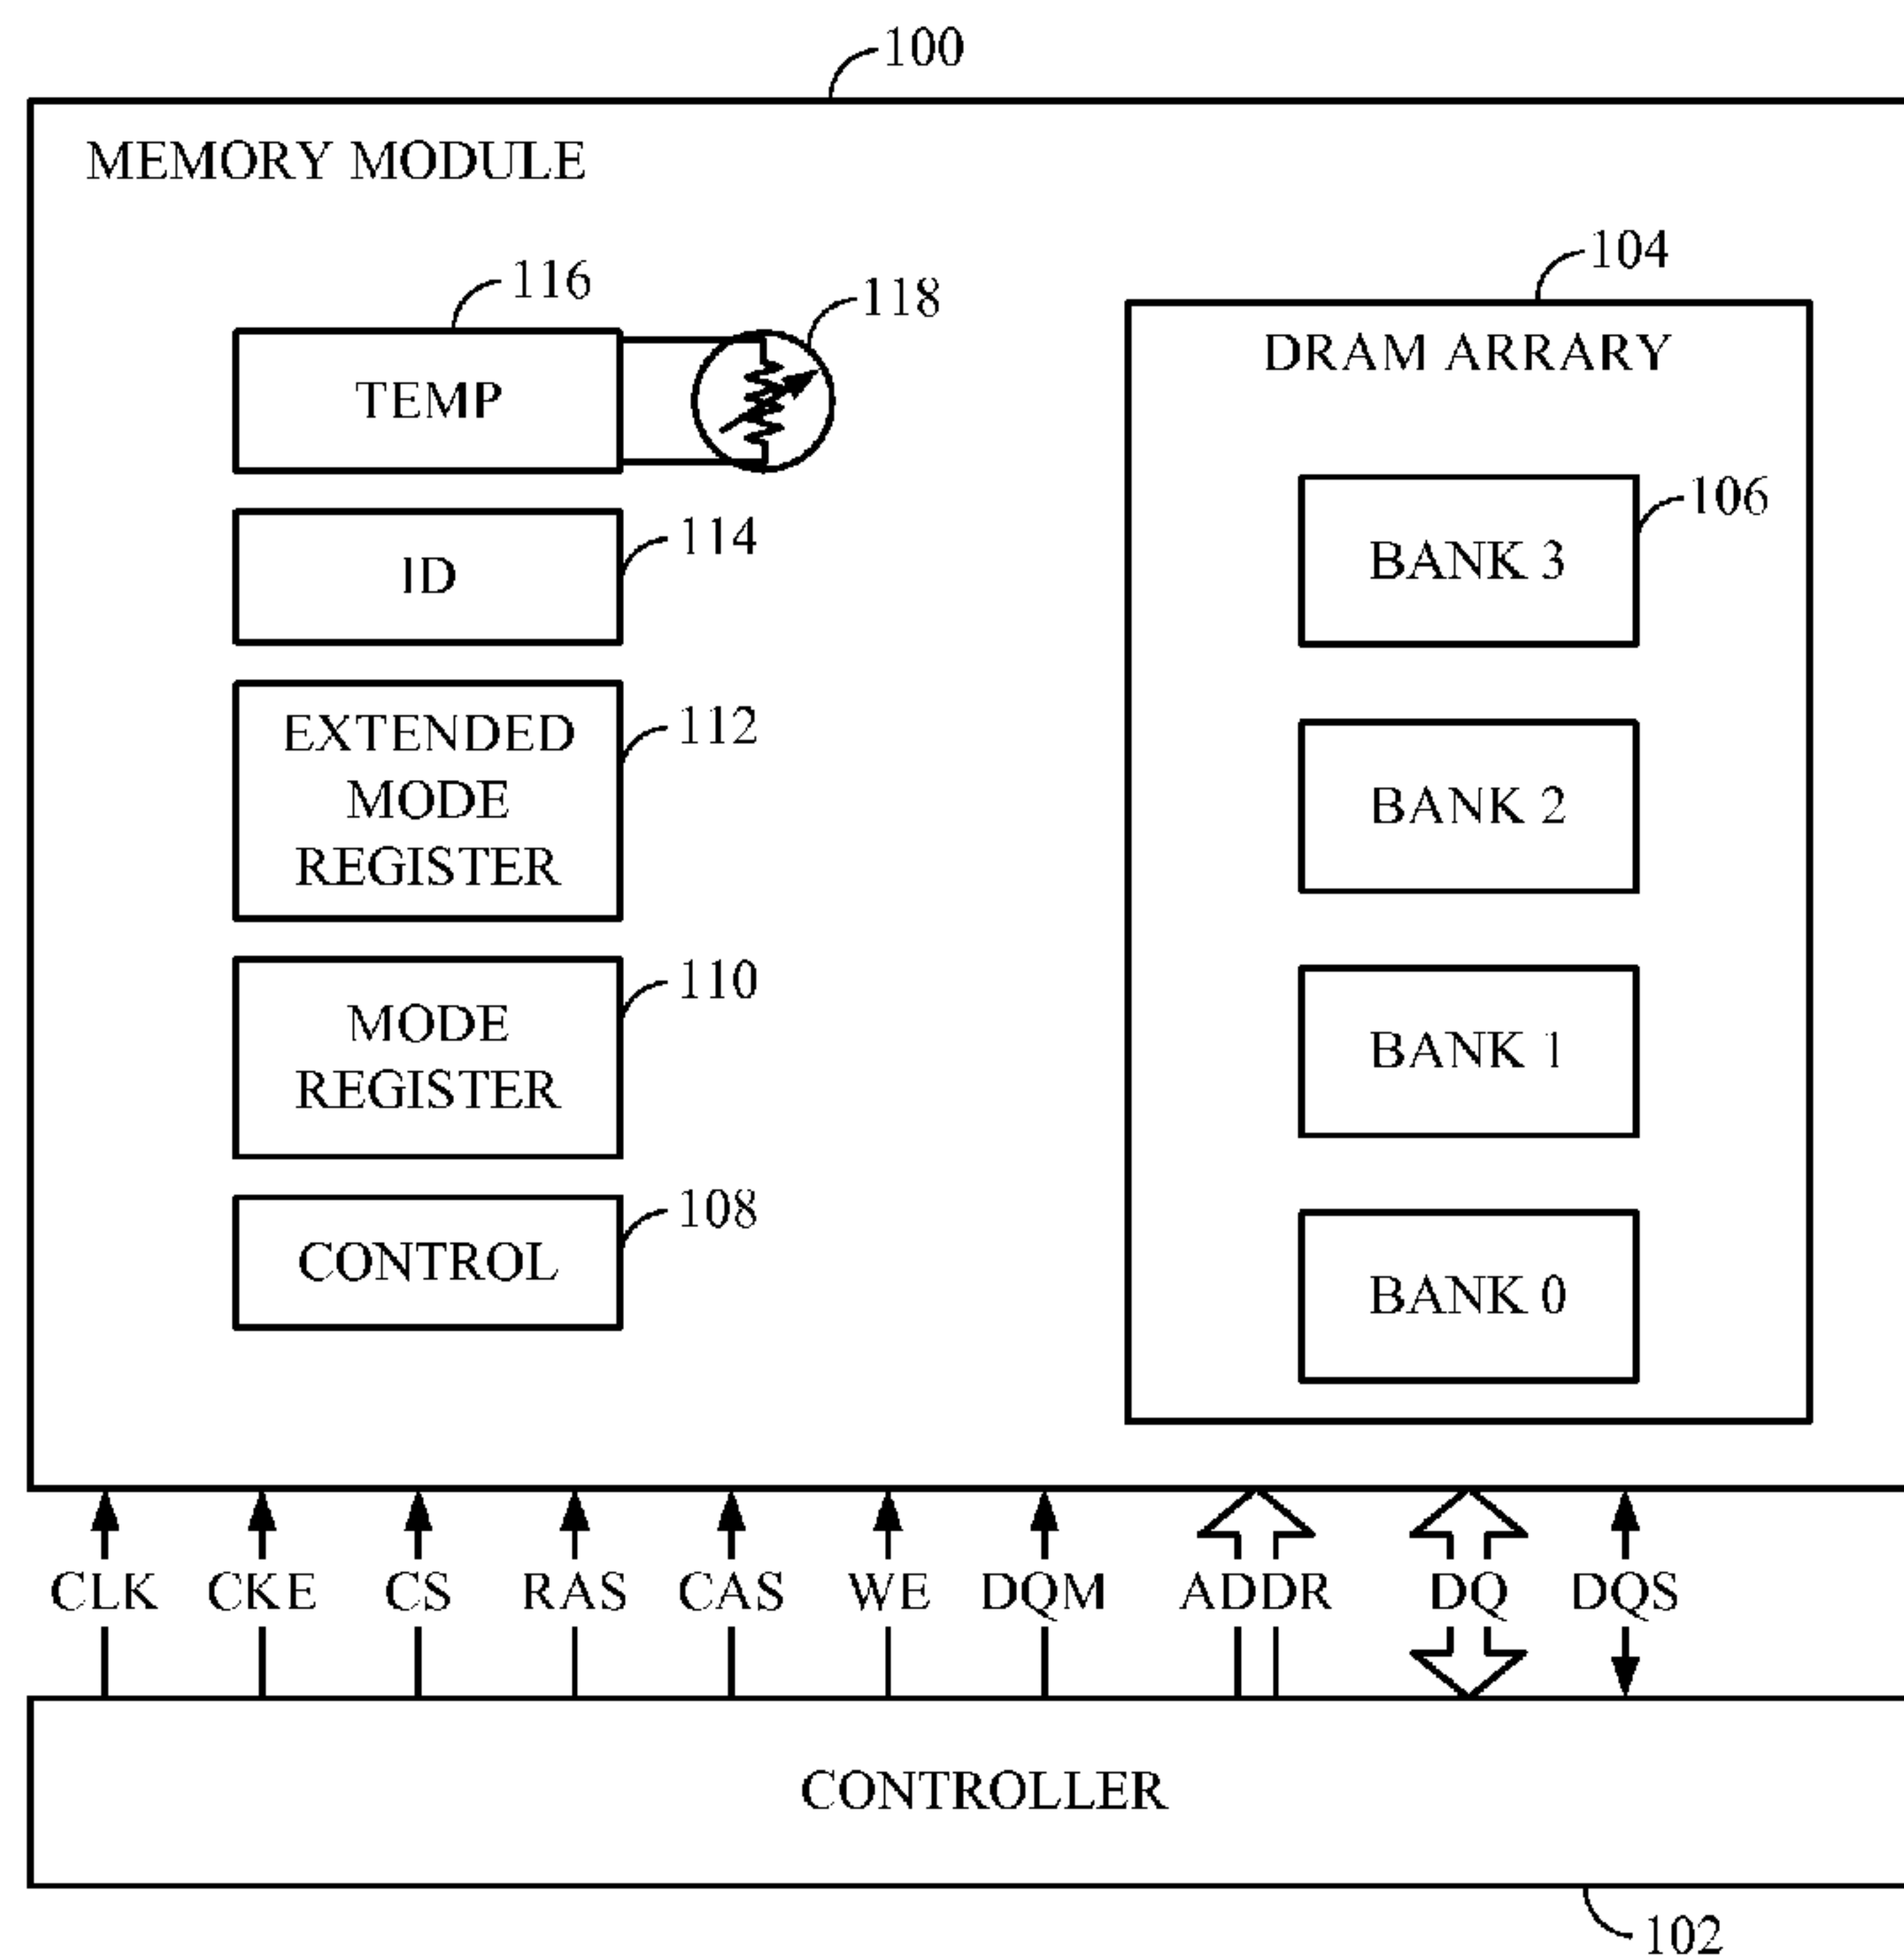 100
MEMORY MODULE
104
116
118
DRAM ARRARY
TEMP
106
114
BANK 3
ID
112
EXTENDED
MODE
REGISTER
BANK 2
110
MODE
REGISTER
BANK 1
108
CONTROL
BANK 0
CLK CKE CS RAS CAS WE DQM ADDR DQ DQS
CONTROLLER
102